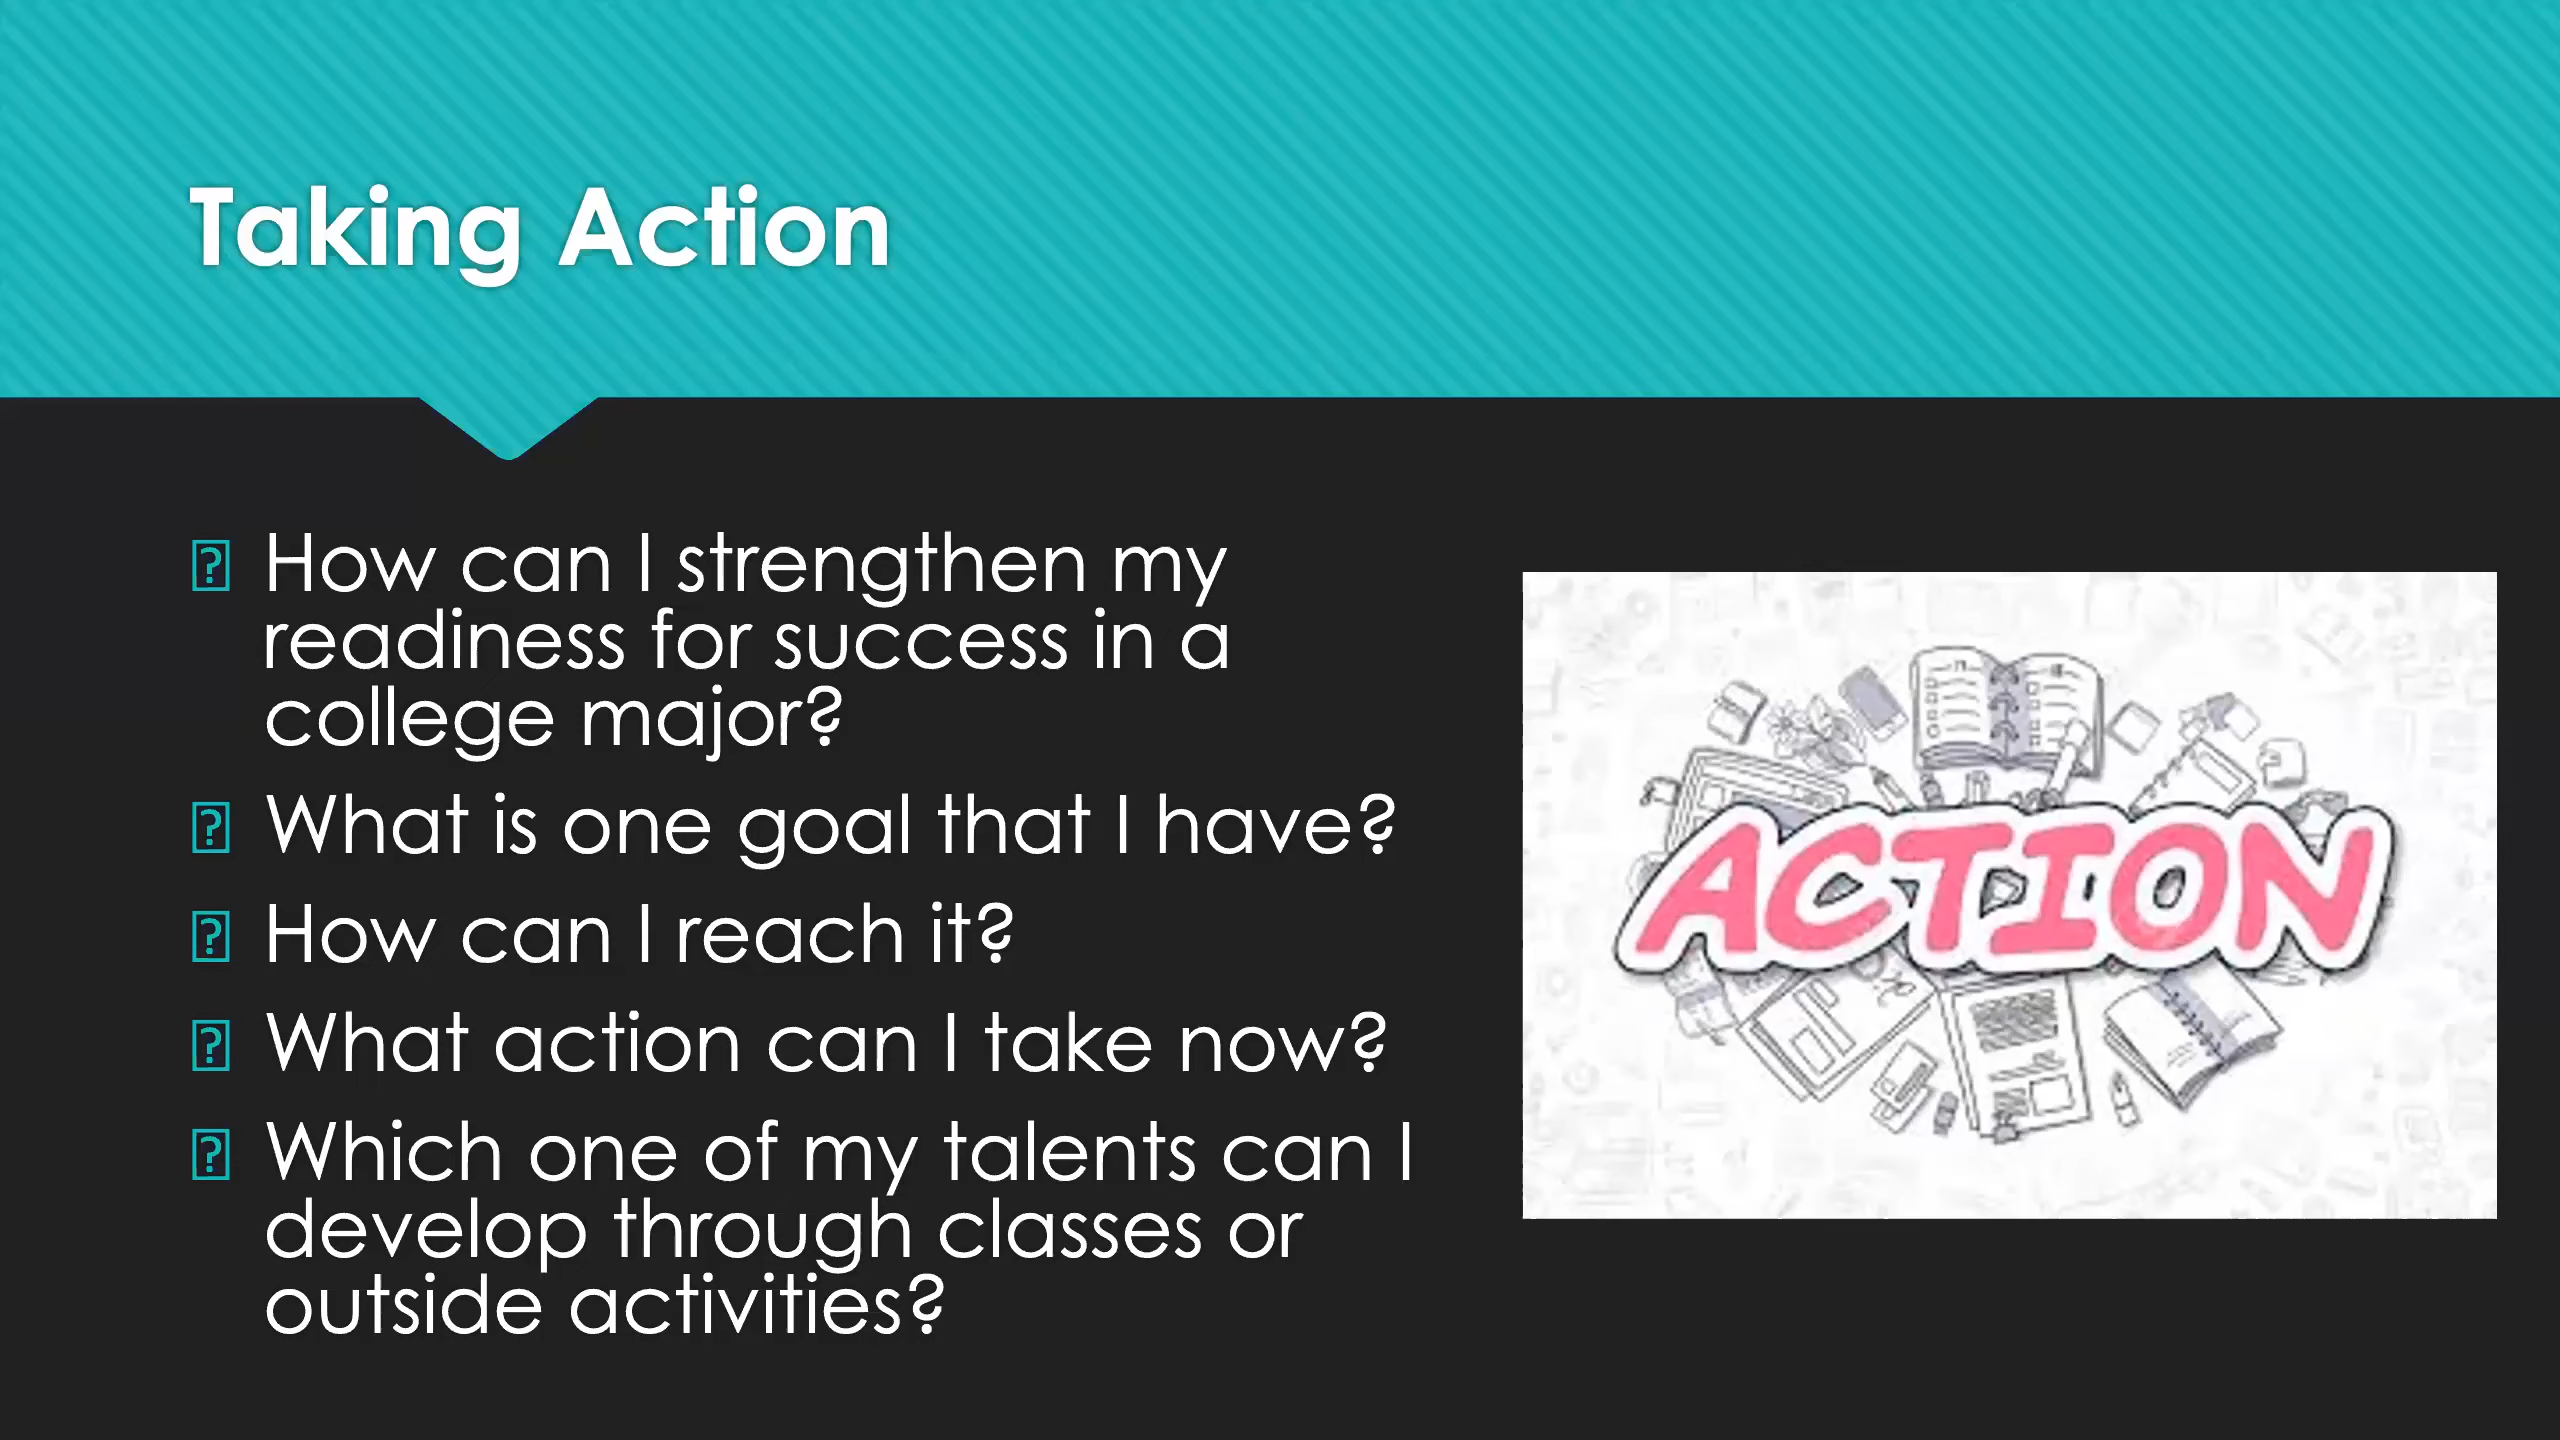 Taking Action
How can I strengthen my
readiness for success in a
college major?
What is one goal that I have?
How can I reach it?
What action can I take now?
Which one of my talents can I
develop through classes or
outside activities?
ACTION